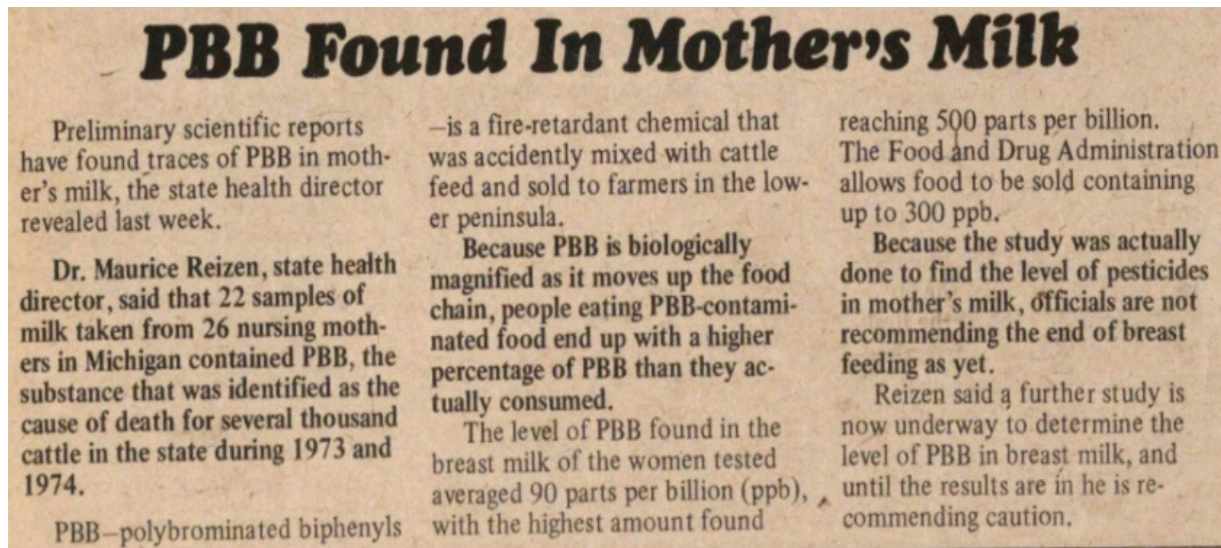 PBB Found In Mother's Milk
Preliminary scientific reports
have found traces of PBB in moth-
er's milk, the state health director
revealed last week.
Dr. Maurice Reizen, state health
director, said that 22 samples of
milk taken from 26 nursing moth-
ers in Michigan contained PBB, the
substance that was identified as the
cause of death for several thousand
cattle in the state during 1973 and
1974.
PBB—polybrominated biphenyls
—is a fire-retardant chemical that
was accidently mixed with cattle
feed and sold to farmers in the low-
er peninsula.
Because PBB is biologically
magnified as it moves up the food
chain, people eating PBB-contami-
nated food end up with a higher
percentage of PBB than they ac-
tually consumed.
The level of PBB found in the
breast milk of the women tested
averaged 90 parts per billion (ppb),
with the highest amount found
reaching 500 parts per billion.
The Food and Drug Administration
allows food to be sold containing
up to 300 ppb.
Because the study was actually
done to find the level of pesticides
in mother's milk, officials are not
recommending the end of breast
feeding as yet.
Reizen said a further study is
now underway to determine the
level of PBB in breast milk, and
until the results are in he is re-
commending caution.